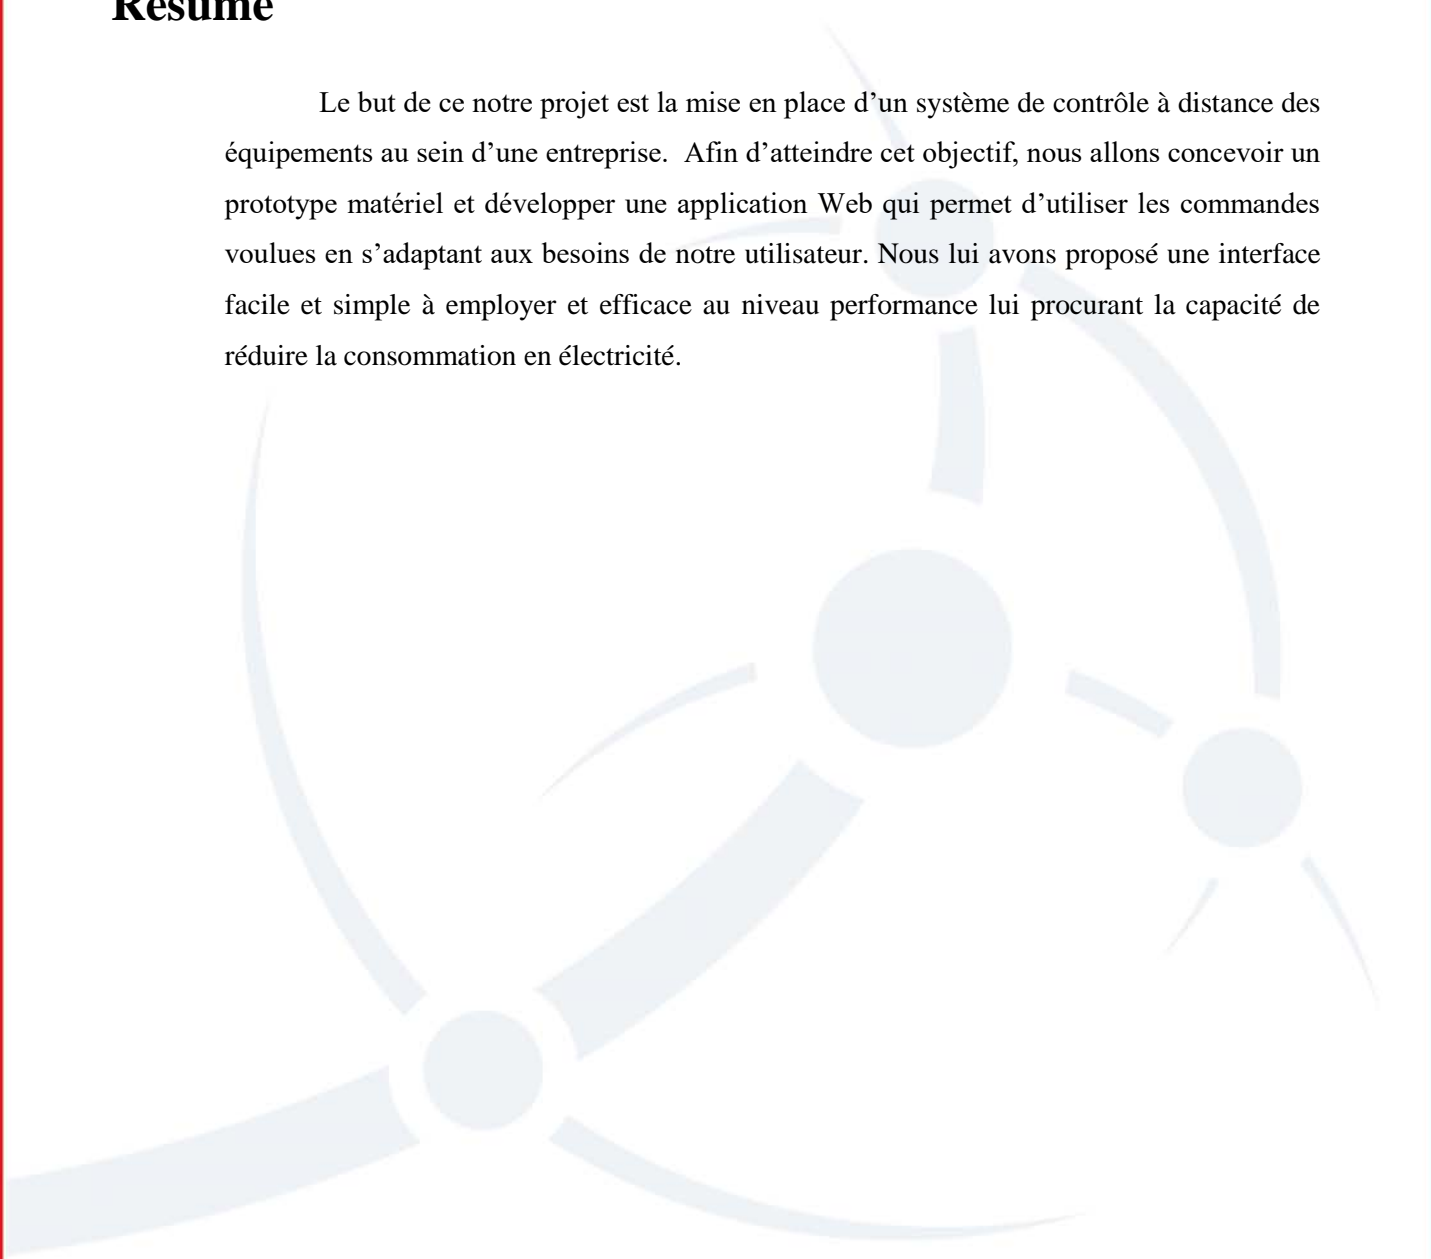 Résumé
Le but de ce notre projet est la mise en place d’un système de contrôle à distance des
équipements au sein d’une entreprise.  Afin d’atteindre cet objectif, nous allons concevoir un
prototype matériel et développer une application Web qui permet d’utiliser les commandes
voulues en s’adaptant aux besoins de notre utilisateur. Nous lui avons proposé une interface
facile et simple à employer et efficace au niveau performance lui procurant la capacité de
réduire la consommation en électricité.